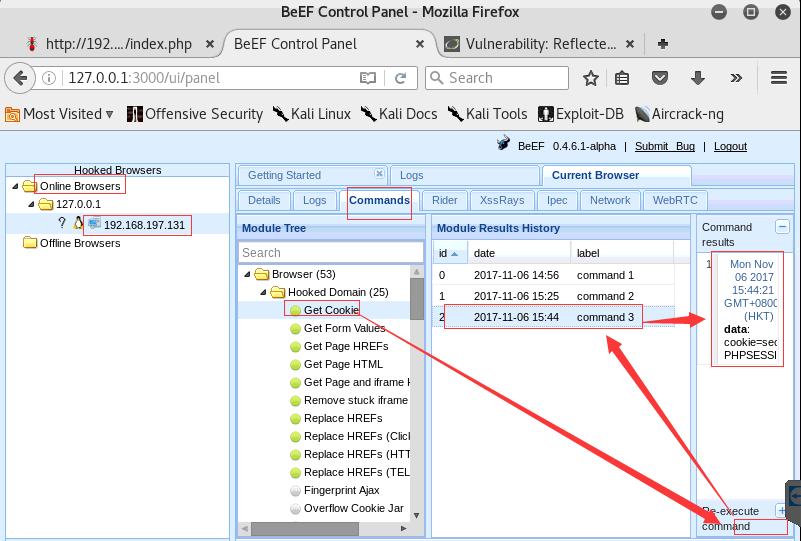 BeEF Control Panel - Mozilla Firefox
http://192..../index.php
BeEF Control Panel
Vulnerability: Reflecte...
127.0.0.1:3000/ui/panel
Search
Most Visited
Offensive Security
Kali Linux
Kali Docs
Kali Tools
Exploit-DB
Aircrack-ng
BeEF 0.4.6.1-alpha | Submit Bug | Logout
Hooked Browsers
Online Browsers
127.0.0.1
? 192.168.197.131
Offline Browsers
Getting Started
Logs
Current Browser
Details
Logs
Commands
Rider
XssRays
Ipec
Network
WebRTC
Module Tree
Search
Browser (53)
Hooked Domain (25)
Get Cookie
Get Form Values
Get Page HREFs
Get Page HTML
Get Page and iframe H
Remove stuck iframe
Replace HREFs
Replace HREFs (Click
Replace HREFs (HTT
Replace HREFs (TEL
Fingerprint Ajax
Overflow Cookie Jar
Module Results History
id date label
0 2017-11-06 14:56 command 1
1 2017-11-06 15:25 command 2
2 2017-11-06 15:44 command 3
Command
results
1 Mon Nov
06 2017
15:44:21
GMT+0800
(HKT)
data:
cookie=sec
PHPSESSI
Re-execute
command